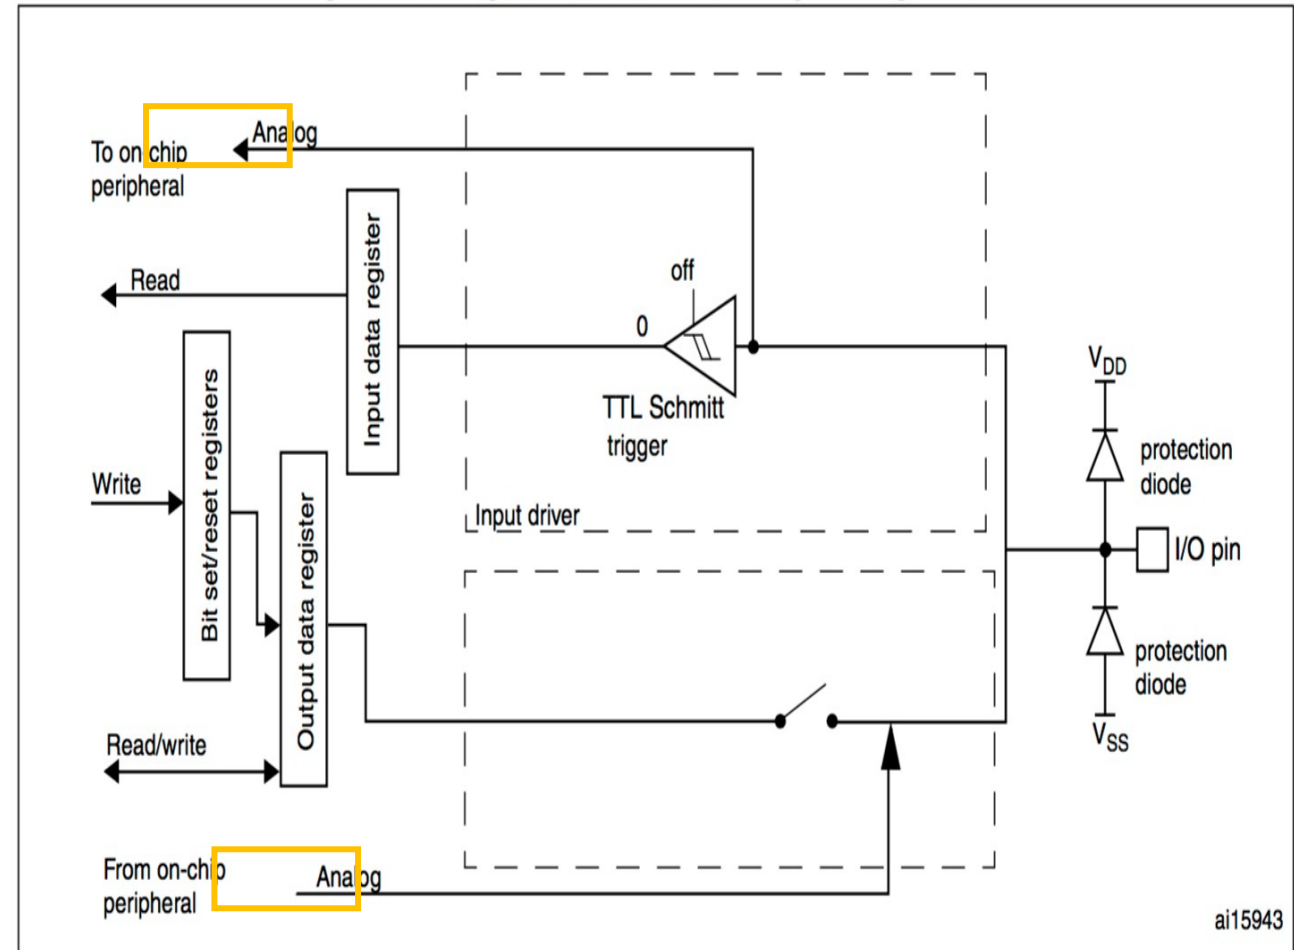 Analog
To on-chip
peripheral
Read
Input data register
off
0
TTL Schmitt
trigger
VDD
protection
diode
Write
Bit set/reset registers
Output data register
Input driver
I/O pin
protection
diode
VSS
Read/write
From on-chip
peripheral
Analog
ai15943